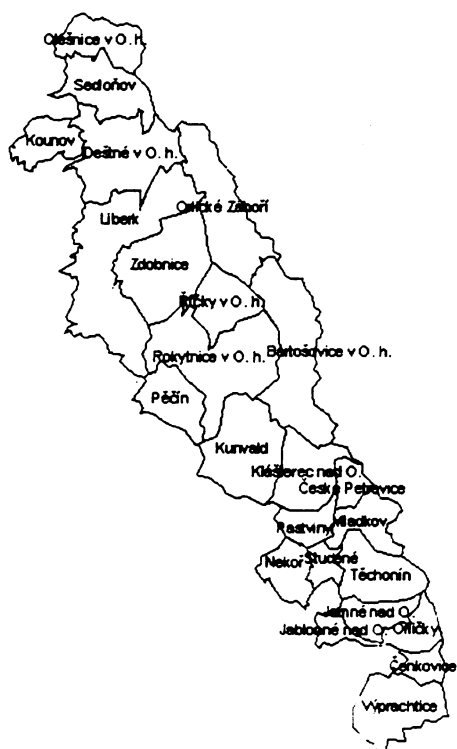 Olešnice v O. h.
Sedloňov
Kounov
Deštné v O. h.
Liberk
Orlické Záhoří
Zdobnice
Říčky v O. h.
Rokytnice v O. h.
Bartošovice v O. h.
Pěčín
Kunvald
Klášterec nad O.
České Petrovice
Pastviny
Mladkov
Nekoř
Studené
Těchonín
Jamné nad O.
Jablonné nad O.
Orličky
Čenkovice
Výprachtice